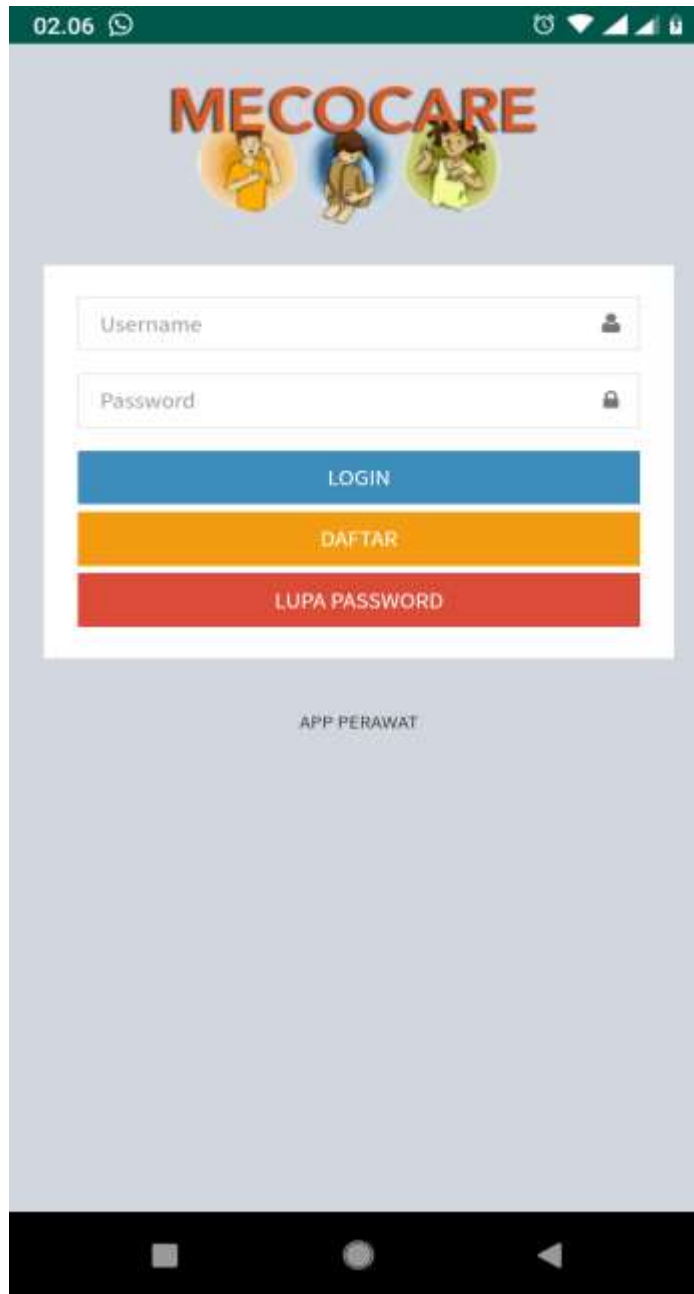 02.06
MECOCARE
Username
Password
LOGIN
DAFTAR
LUPA PASSWORD
APP PERAWAT